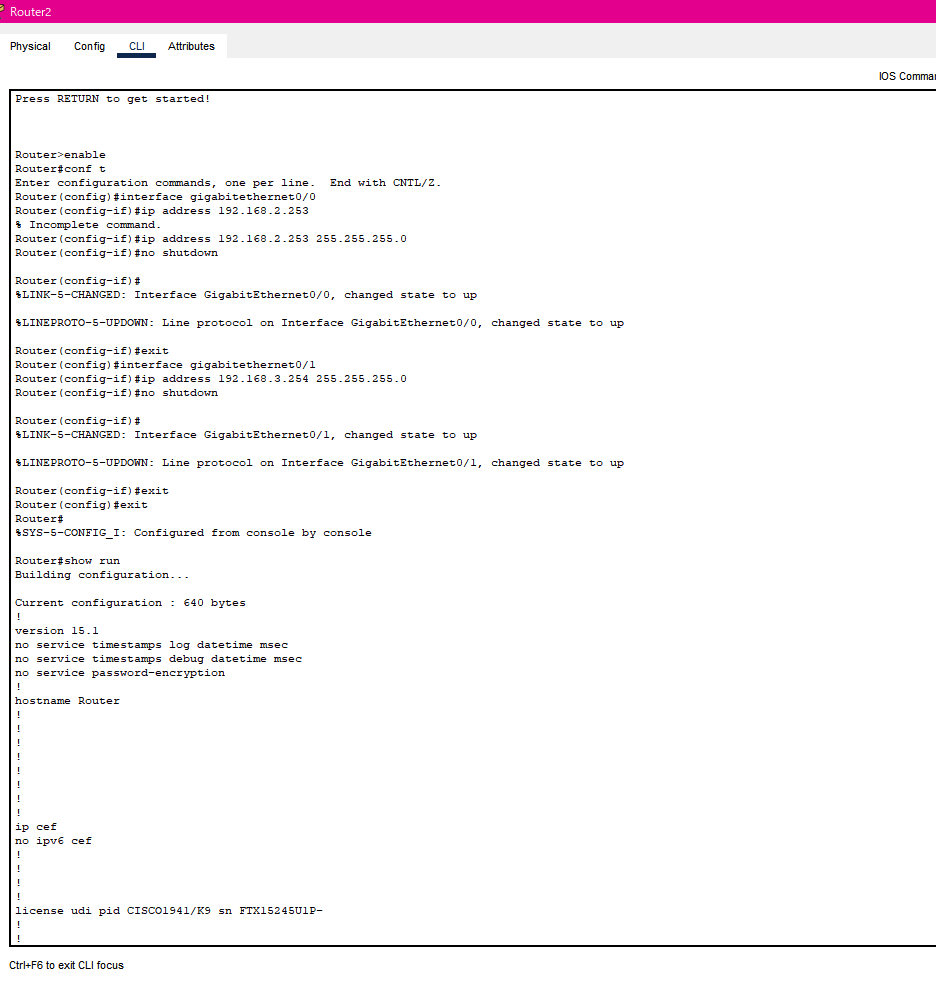 Router2
Physical Config CLI Attributes
IOS Comma
Press RETURN to get started!
Router>enable
Router#conf t
Enter configuration commands, one per line.  End with CNTL/Z.
Router(config)#interface gigabitethernet0/0
Router(config-if)#ip address 192.168.2.253
% Incomplete command.
Router(config-if)#ip address 192.168.2.253 255.255.255.0
Router(config-if)#no shutdown
Router(config-if)#
%LINK-5-CHANGED: Interface GigabitEthernet0/0, changed state to up
%LINEPROTO-5-UPDOWN: Line protocol on Interface GigabitEthernet0/0, changed state to up
Router(config-if)#exit
Router(config)#interface gigabitethernet0/1
Router(config-if)#ip address 192.168.3.254 255.255.255.0
Router(config-if)#no shutdown
Router(config-if)#
%LINK-5-CHANGED: Interface GigabitEthernet0/1, changed state to up
%LINEPROTO-5-UPDOWN: Line protocol on Interface GigabitEthernet0/1, changed state to up
Router(config-if)#exit
Router(config)#exit
Router#
%SYS-5-CONFIG_I: Configured from console by console
Router#show run
Building configuration...
Current configuration : 640 bytes
!
version 15.1
no service timestamps log datetime msec
no service timestamps debug datetime msec
no service password-encryption
!
hostname Router
!
!
!
!
!
!
!
!
ip cef
no ipv6 cef
!
!
!
!
license udi pid CISCO1941/K9 sn FTX15245U1P-
!
!
Ctrl+F6 to exit CLI focus